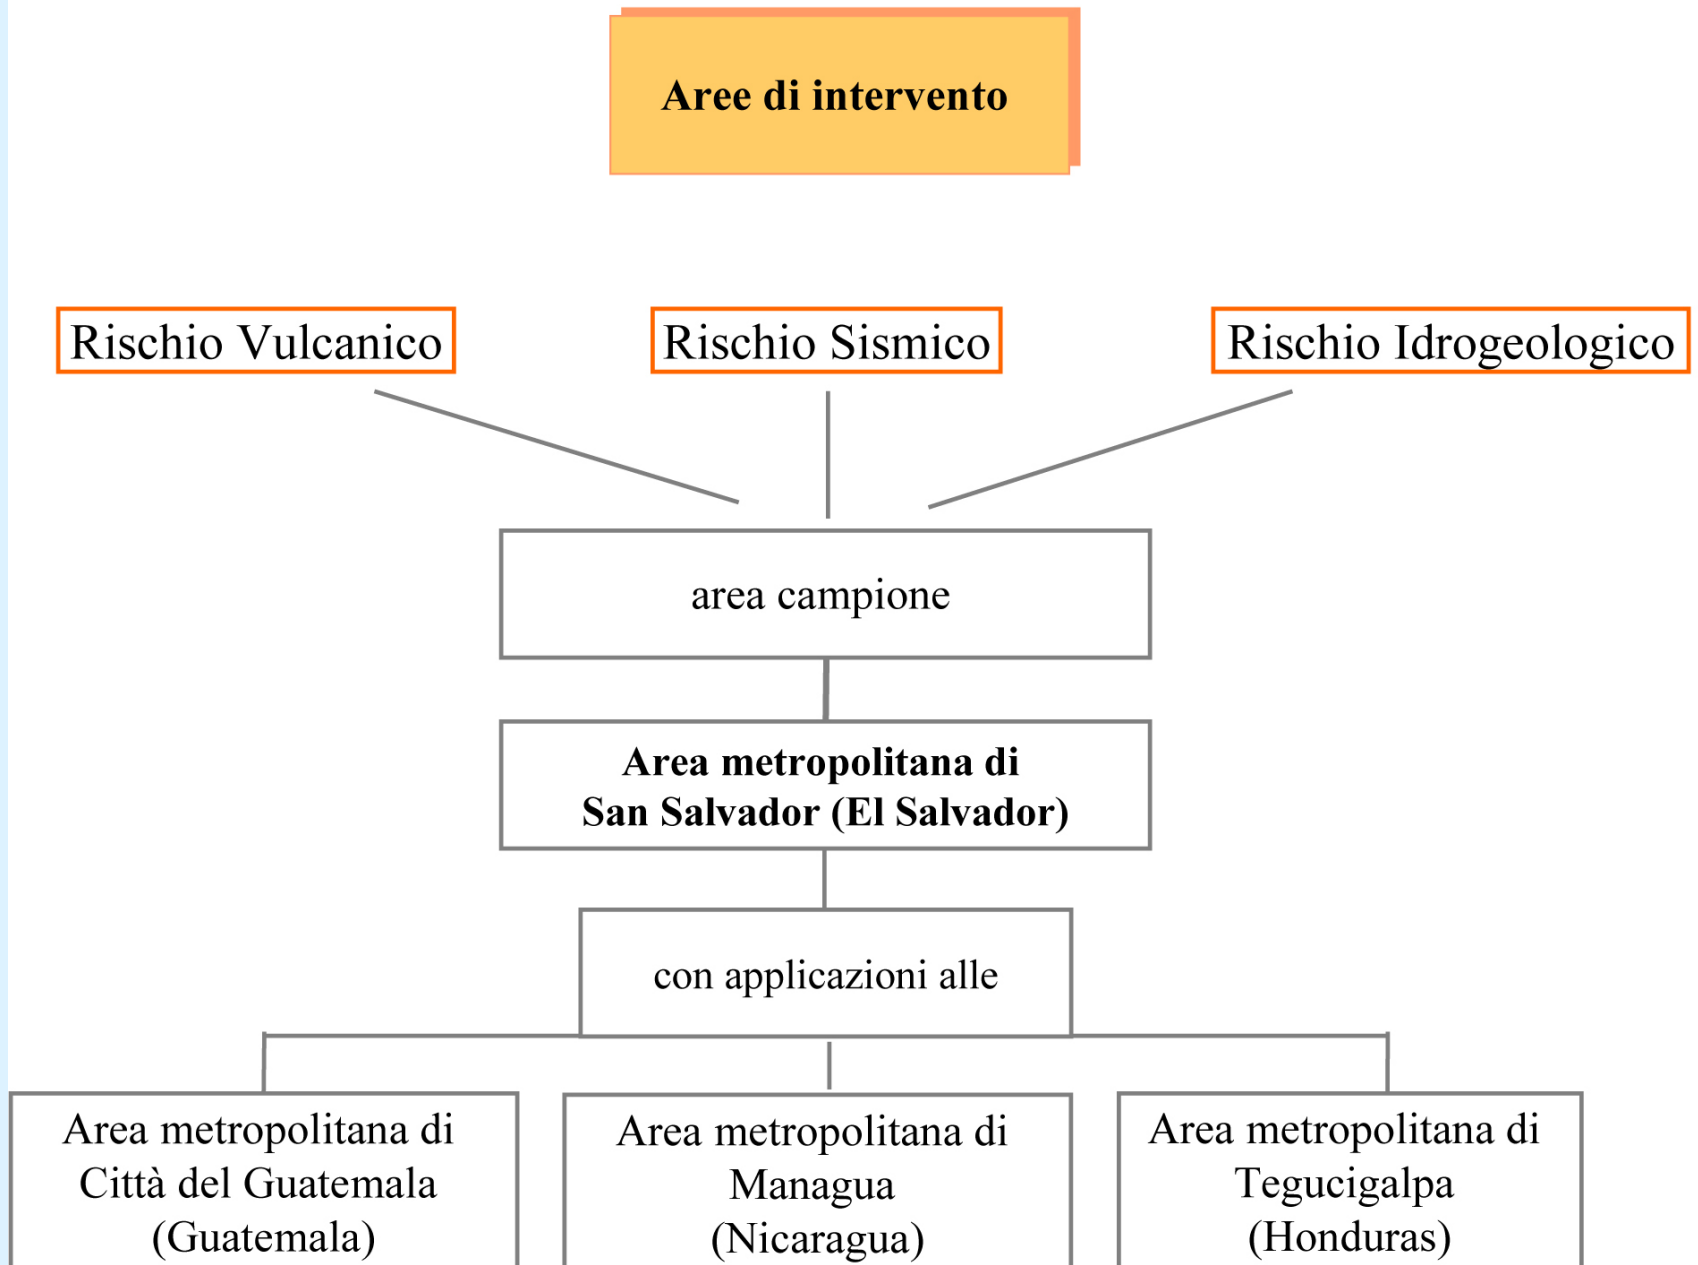 Aree di intervento
Rischio Vulcanico
Rischio Sismico
Rischio Idrogeologico
area campione
Area metropolitana di
San Salvador (El Salvador)
con applicazioni alle
Area metropolitana di
Città del Guatemala
(Guatemala)
Area metropolitana di
Managua
(Nicaragua)
Area metropolitana di
Tegucigalpa
(Honduras)